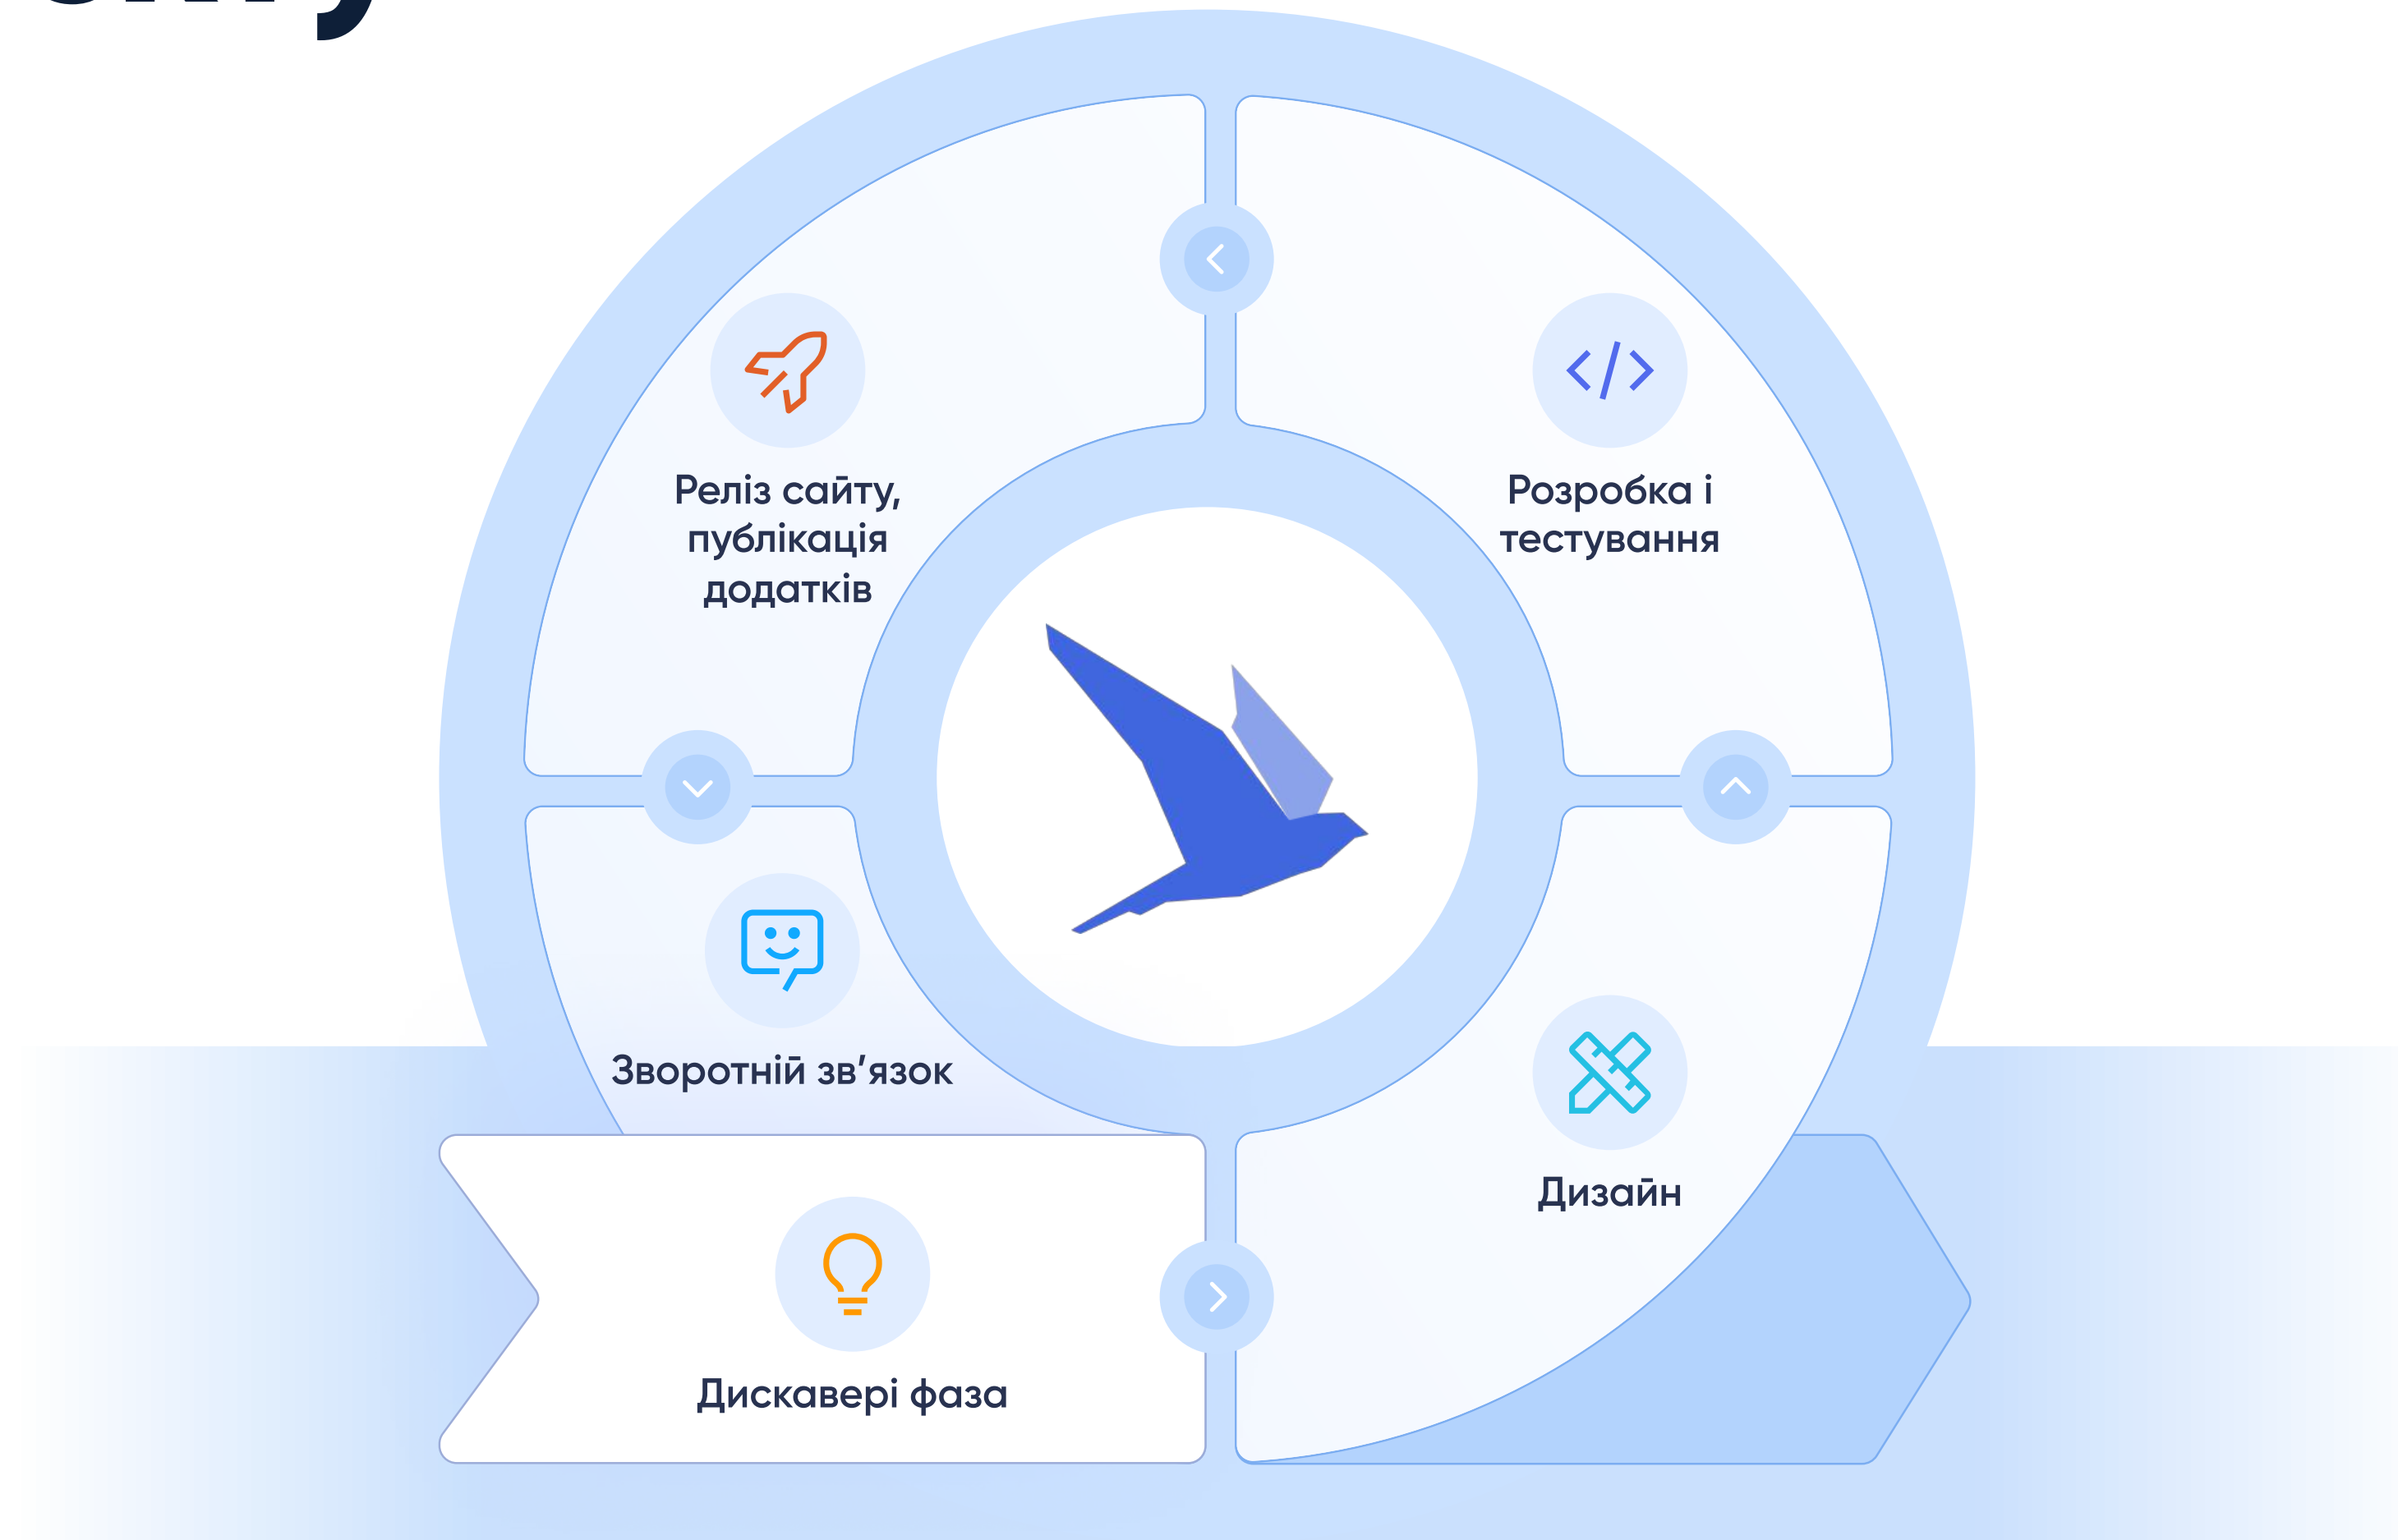 Реліз сайту,
публікація
додатків
Розробка і
тестування
Зворотній зв’язок
Дизайн
Дискавері фаза